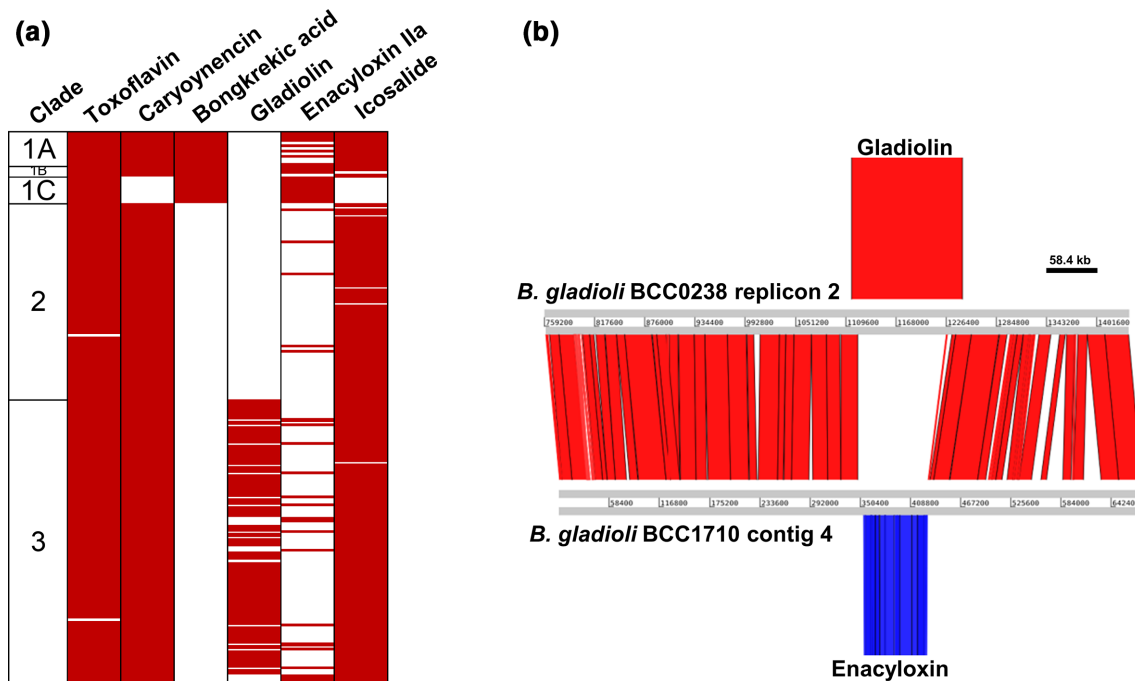 (a)
Clade
Toxoflavin
Caryoynencin
Bongkrekic acid
Gladiolin
Enacyloxin IIa
Icosalide
1A
1B
1C
2
3
(b)
Gladiolin
58.4 kb
B. gladioli BCC0238 replicon 2
759200 817600 876000 934400 992800 1051200 1109600 1168000 1226400 1284800 1343200 1401600
58400 116800 175200 233600 292000 350400 408800 467200 525600 584000 642400
B. gladioli BCC1710 contig 4
Enacyloxin